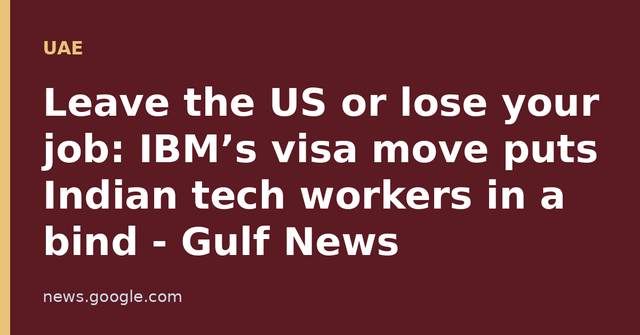 UAE
Leave the US or lose your
job: IBM’s visa move puts
Indian tech workers in a
bind - Gulf News
news.google.com